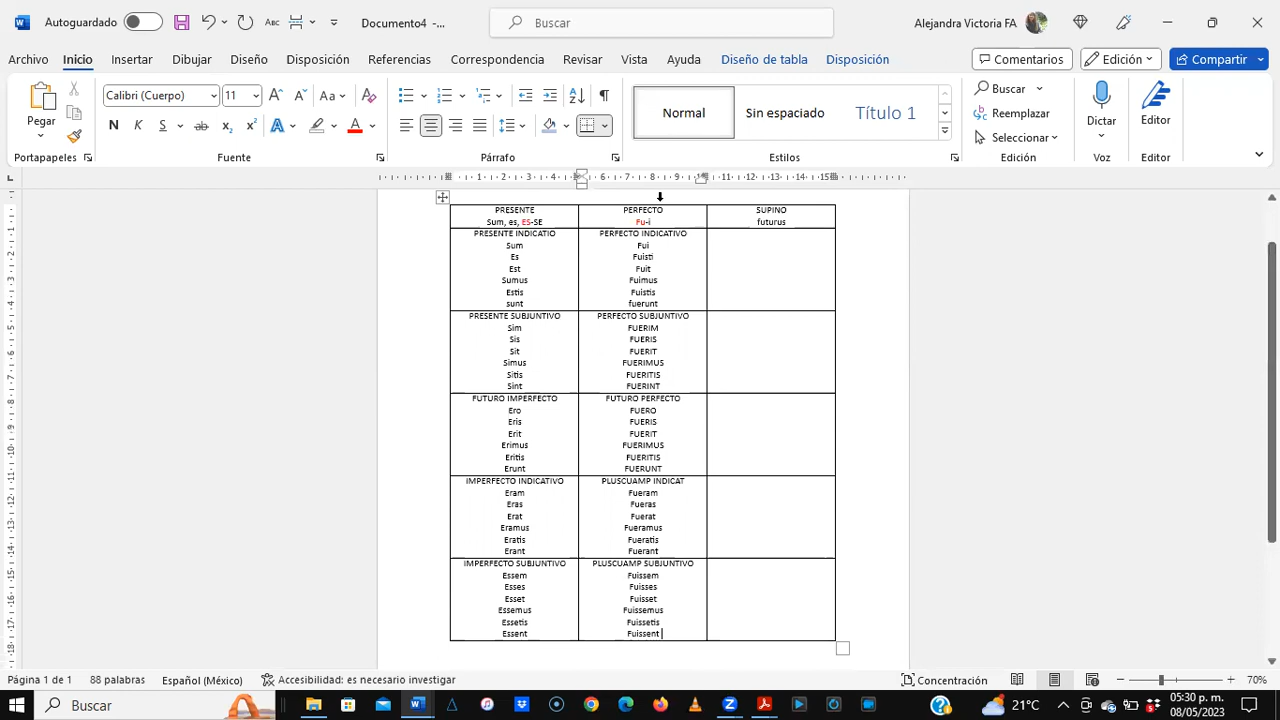 Autoguardado Documento4 -... Buscar Alejandra Victoria FA
Archivo Inicio Insertar Dibujar Diseño Disposición Referencias Correspondencia Revisar Vista Ayuda Diseño de tabla Disposición Comentarios Edición Compartir
Calibri (Cuerpo) 11 Normal Sin espaciado Título 1 Buscar
Pegar Reemplazar Dictar Editor
N K S Seleccionar
Portapapeles Fuente Párrafo Estilos Edición Voz Editor
PRESENTE
Sum, es, ES-SE
PERFECTO
Fu-i
SUPINO
futurus
PRESENTE INDICATIO
Sum
Es
Est
Sumus
Estis
sunt
PERFECTO INDICATIVO
Fui
Fuisti
Fuit
Fuimus
Fuistis
fuerunt
PRESENTE SUBJUNTIVO
Sim
Sis
Sit
Simus
Sitis
Sint
PERFECTO SUBJUNTIVO
FUERIM
FUERIS
FUERIT
FUERIMUS
FUERITIS
FUERINT
FUTURO IMPERFECTO
Ero
Eris
Erit
Erimus
Eritis
Erunt
FUTURO PERFECTO
FUERO
FUERIS
FUERIT
FUERIMUS
FUERITIS
FUERUNT
IMPERFECTO INDICATIVO
Eram
Eras
Erat
Eramus
Eratis
Erant
PLUSCUAMP INDICAT
Fueram
Fueras
Fuerat
Fueramus
Fueratis
Fuerant
IMPERFECTO SUBJUNTIVO
Essem
Esses
Esset
Essemus
Essetis
Essent
PLUSCUAMP SUBJUNTIVO
Fuissem
Fuisses
Fuisset
Fuissemus
Fuissetis
Fuissent
Página 1 de 1 88 palabras Español (México) Accesibilidad: es necesario investigar Concentración 70%
Buscar 21°C 05:30 p. m.
08/05/2023